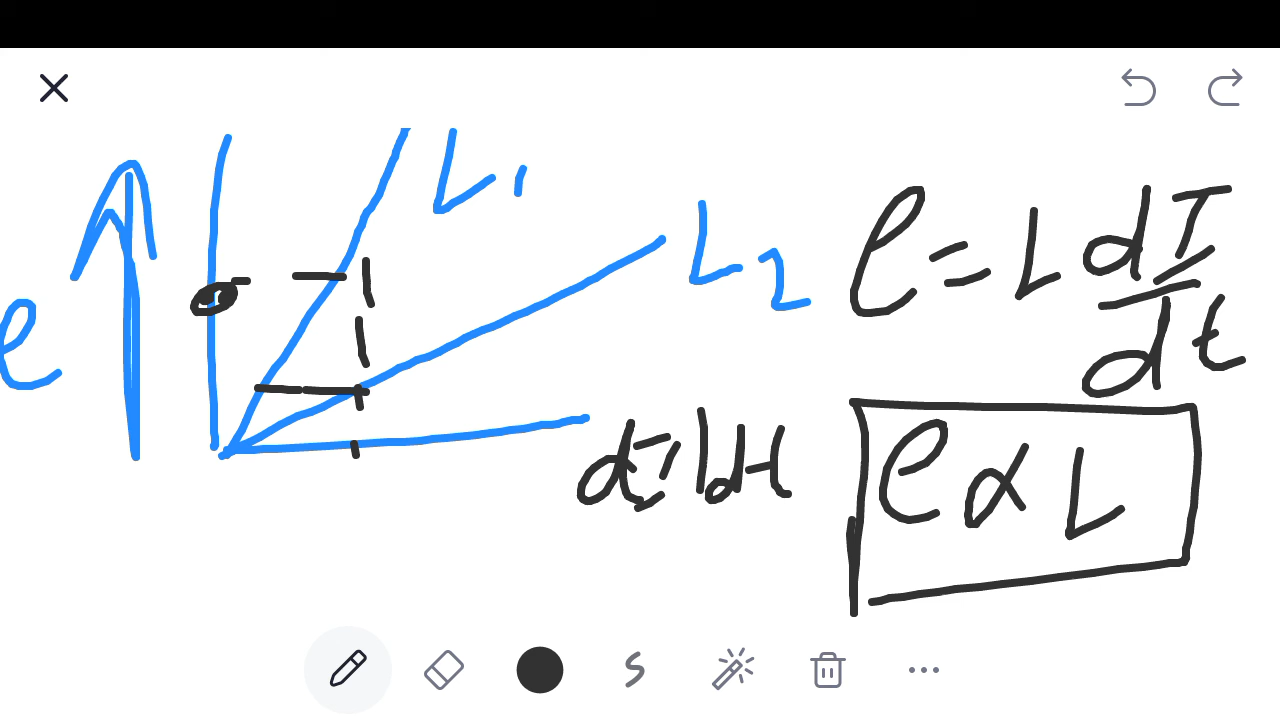 L1
L2
e
e = L dI/dt
dI/dt
e α L